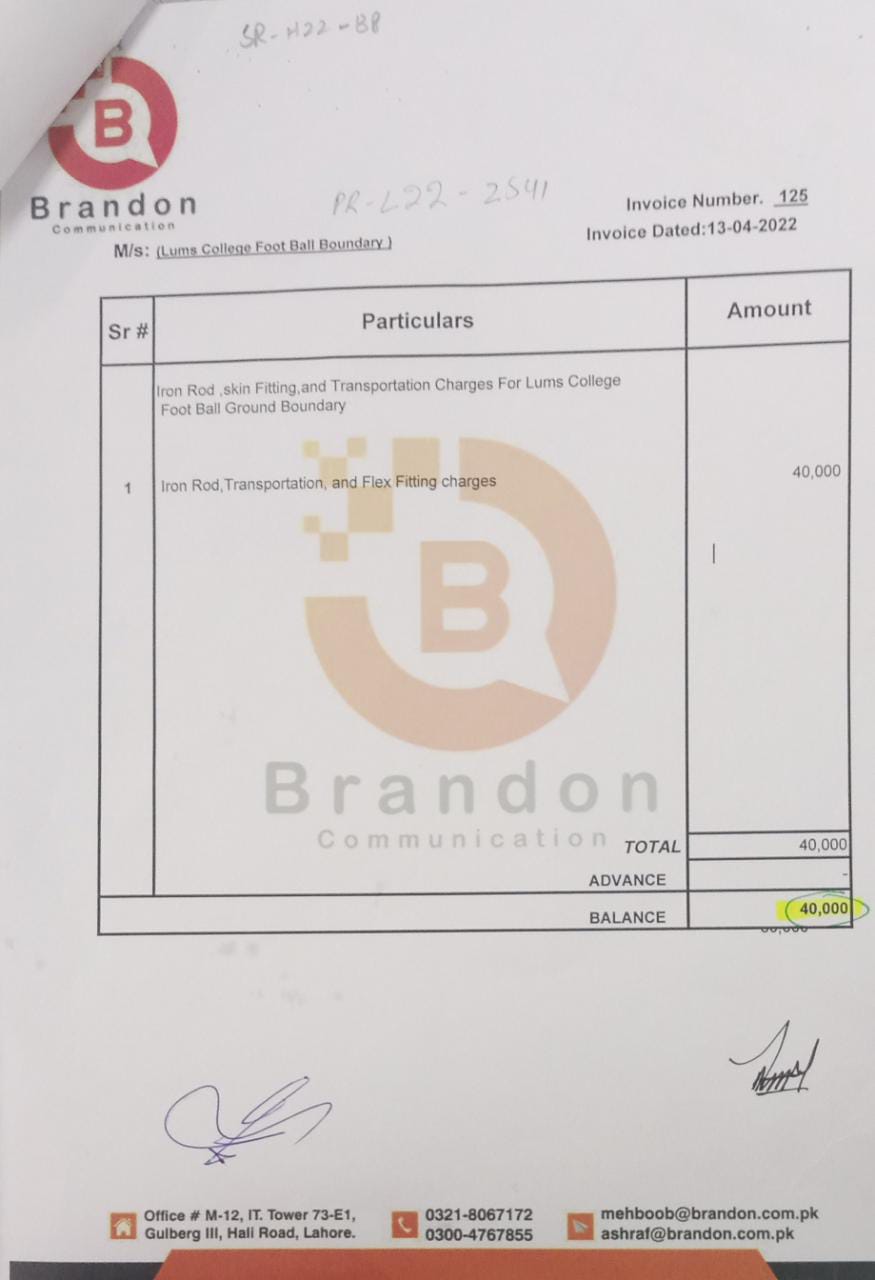 SR-H22-BP
B
Brandon
Communication
PR-L22-2541
Invoice Number. 125
Invoice Dated:13-04-2022
M/s: (Lums College Foot Ball Boundary )
Sr # Particulars Amount
Iron Rod ,skin Fitting,and Transportation Charges For Lums College
Foot Ball Ground Boundary
1 Iron Rod,Transportation, and Flex Fitting charges 40,000
B
Brandon
Communication
TOTAL 40,000
ADVANCE -
BALANCE 40,000
Office # M-12, IT. Tower 73-E1,
Gulberg III, Hali Road, Lahore.
0321-8067172
0300-4767855
mehboob@brandon.com.pk
ashraf@brandon.com.pk